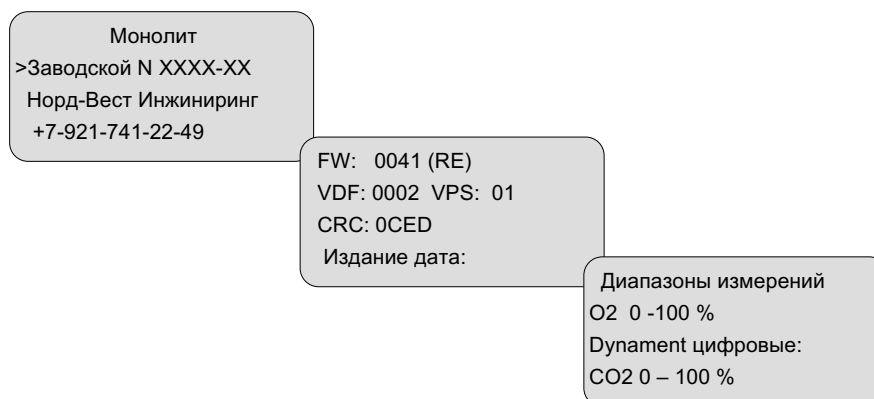 Монолит
>Заводской N XXXX-XX
Норд-Вест Инжиниринг
+7-921-741-22-49
FW: 0041 (RE)
VDF: 0002 VPS: 01
CRC: 0CED
Издание дата:
Диапазоны измерений
O2 0 -100 %
Dynament цифровые:
CO2 0 – 100 %